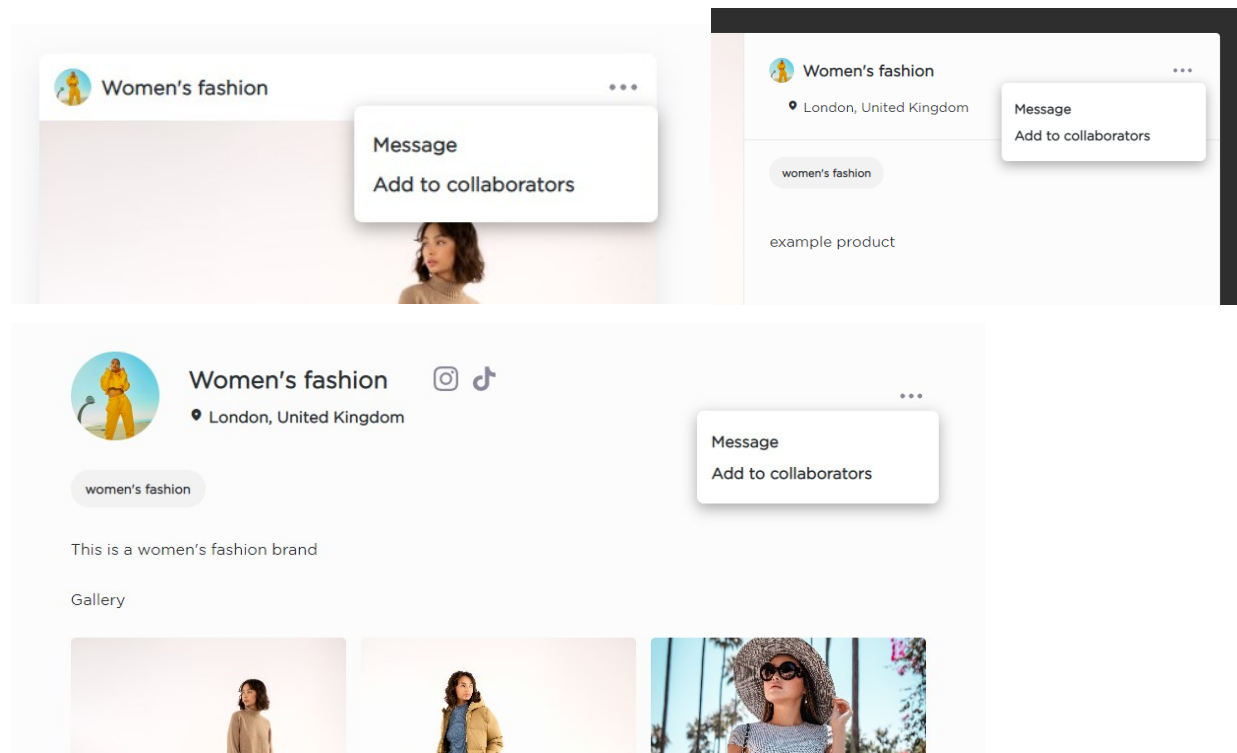 Women's fashion
Message
Add to collaborators
Women's fashion
London, United Kingdom
Message
Add to collaborators
women's fashion
example product
Women's fashion
London, United Kingdom
Message
Add to collaborators
women's fashion
This is a women's fashion brand
Gallery